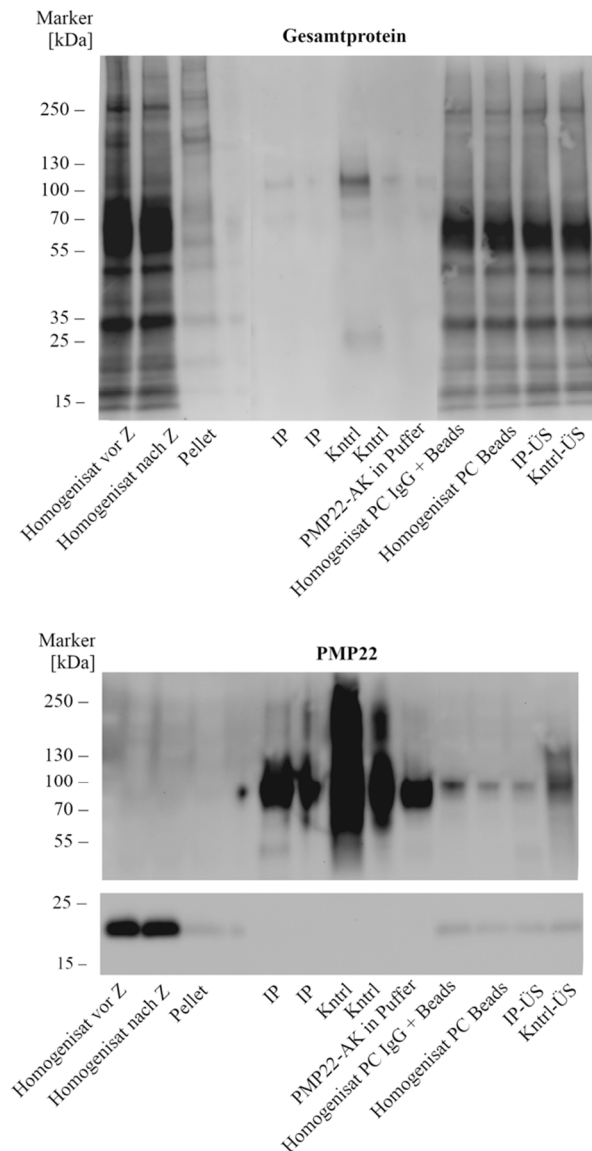 Marker
[kDa]
Gesamtprotein
250 –
130 –
100 –
70 –
55 –
35 –
25 –
15 –
Homogenisat vor Z
Homogenisat nach Z
Pellet
IP
IP
Kntrl
Kntrl
PMP22-AK in Puffer
Homogenisat PC IgG + Beads
Homogenisat PC Beads
IP-ÜS
Kntrl-ÜS
Marker
[kDa]
PMP22
250 –
130 –
100 –
70 –
55 –
25 –
15 –
Homogenisat vor Z
Homogenisat nach Z
Pellet
IP
IP
Kntrl
Kntrl
PMP22-AK in Puffer
Homogenisat PC IgG + Beads
Homogenisat PC Beads
IP-ÜS
Kntrl-ÜS